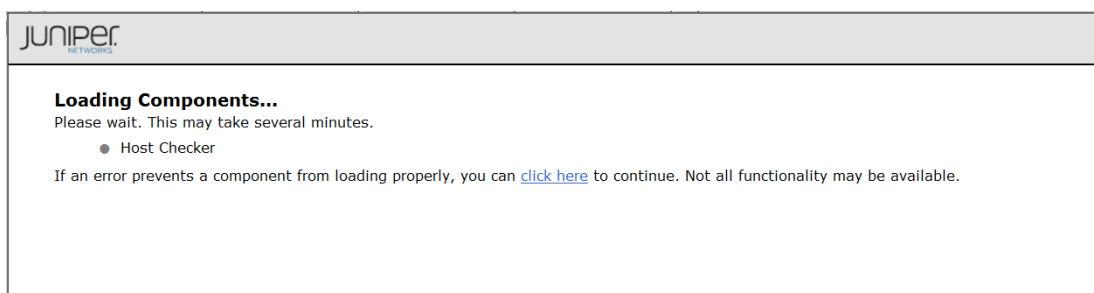 JUNIPER
NETWORKS
Loading Components...
Please wait. This may take several minutes.
Host Checker
If an error prevents a component from loading properly, you can click here to continue. Not all functionality may be available.